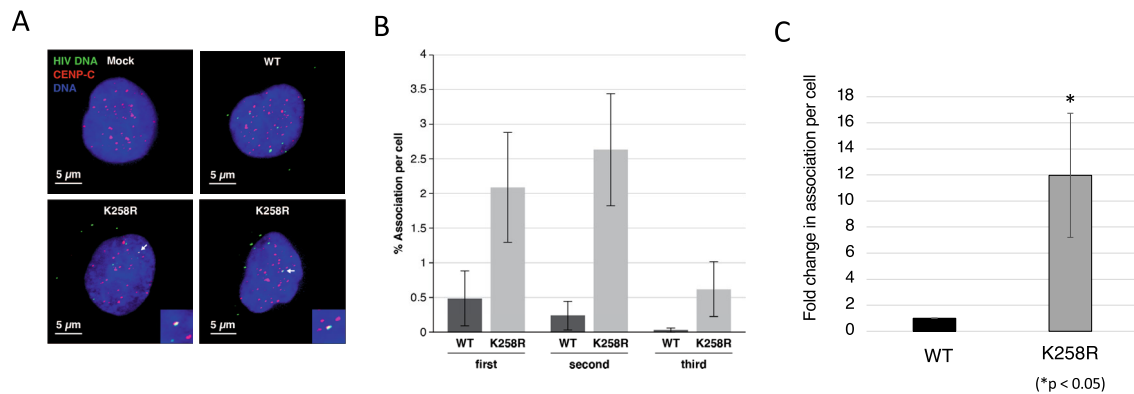 A
HIV DNA Mock
CENP-C
DNA
5 µm
WT
5 µm
K258R
5 µm
K258R
5 µm
B
% Association per cell
4
3.5
3
2.5
2
1.5
1
0.5
0
WT K258R WT K258R WT K258R
first second third
C
Fold change in association per cell
18
16
14
12
10
8
6
4
2
0
*
WT K258R
(*p < 0.05)